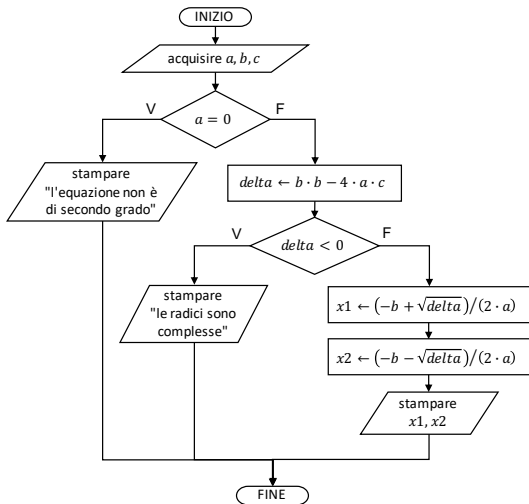 INIZIO
acquisire a, b, c
V
F
a = 0
stampare
"l'equazione non è
di secondo grado"
delta ← b · b − 4 · a · c
V
F
delta < 0
stampare
"le radici sono
complesse"
x1 ← (−b + √delta)/(2 · a)
x2 ← (−b − √delta)/(2 · a)
stampare
x1, x2
FINE